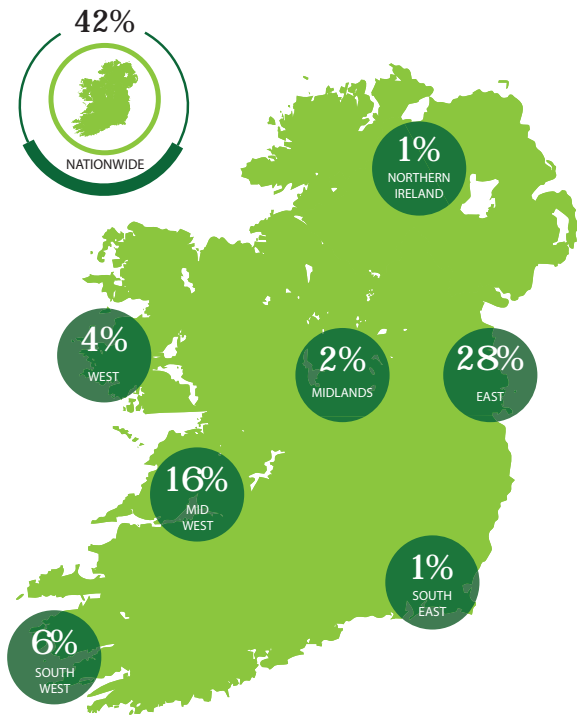 42%
NATIONWIDE
1%
NORTHERN
IRELAND
4%
WEST
2%
MIDLANDS
28%
EAST
16%
MID
WEST
1%
SOUTH
EAST
6%
SOUTH
WEST